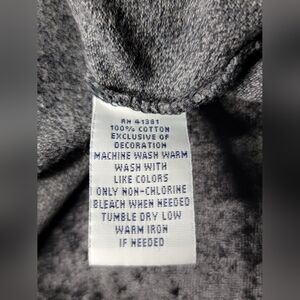 RN 41381
100% COTTON
EXCLUSIVE OF
DECORATION
MACHINE WASH WARM
WASH WITH
LIKE COLORS
ONLY NON-CHLORINE
BLEACH WHEN NEEDED
TUMBLE DRY LOW
WARM IRON
IF NEEDED